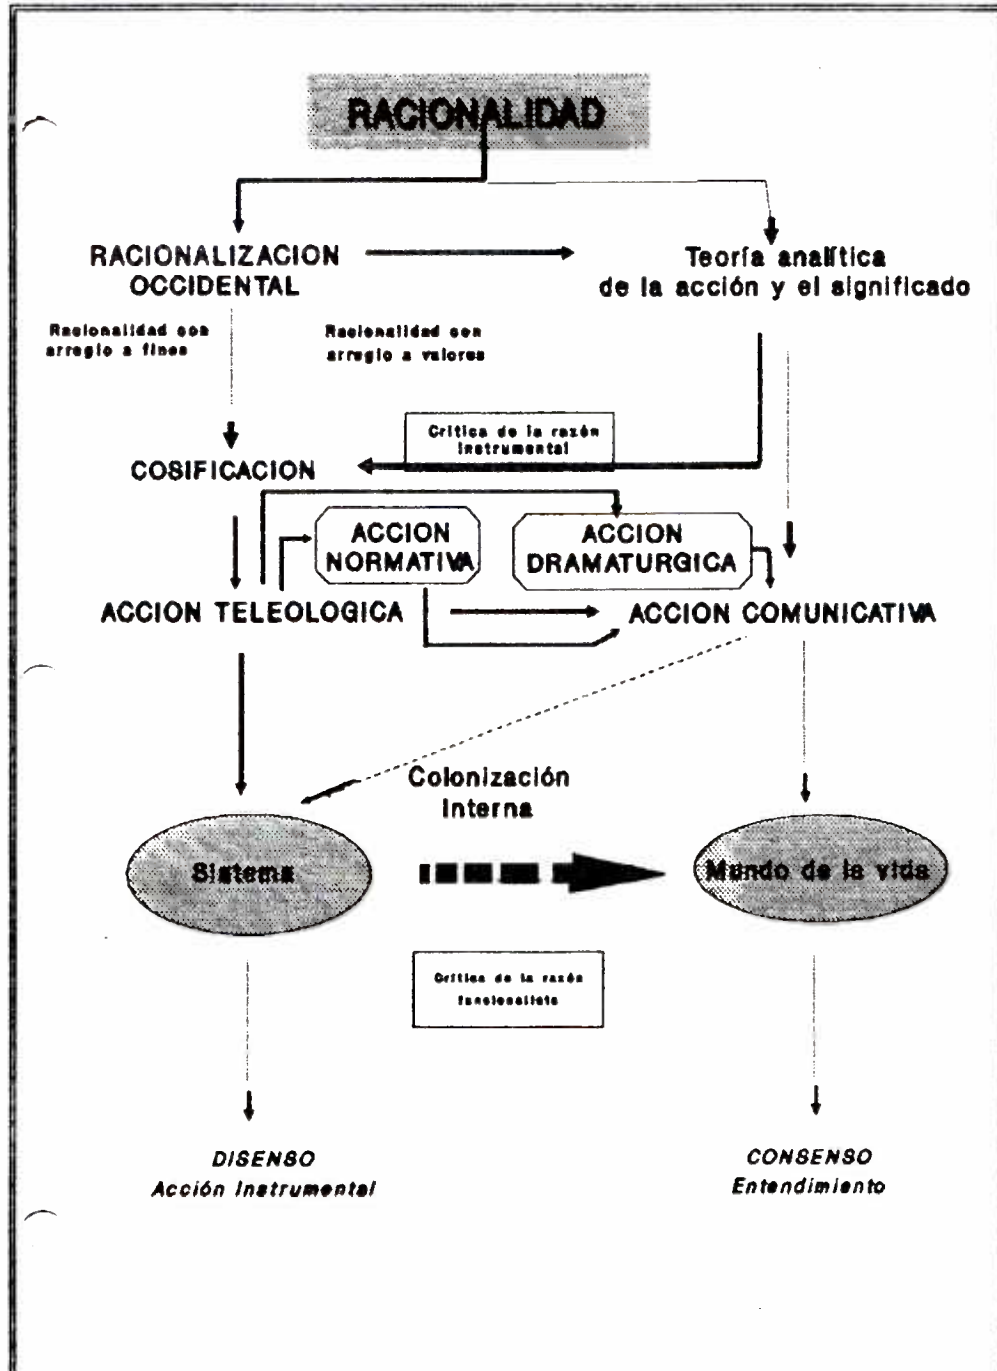 RACIONALIDAD
RACIONALIZACION
OCCIDENTAL
Teoría analítica
de la acción y el significado
Racionalidad con
arreglo a fines
Racionalidad con
arreglo a valores
Crítica de la razón
instrumental
COSIFICACION
ACCION
NORMATIVA
ACCION
DRAMATURGICA
ACCION TELEOLOGICA
ACCION COMUNICATIVA
Colonización
Interna
Sistema
Mundo de la vida
Crítica de la razón
funcionalista
DISENSO
Acción Instrumental
CONSENSO
Entendimiento